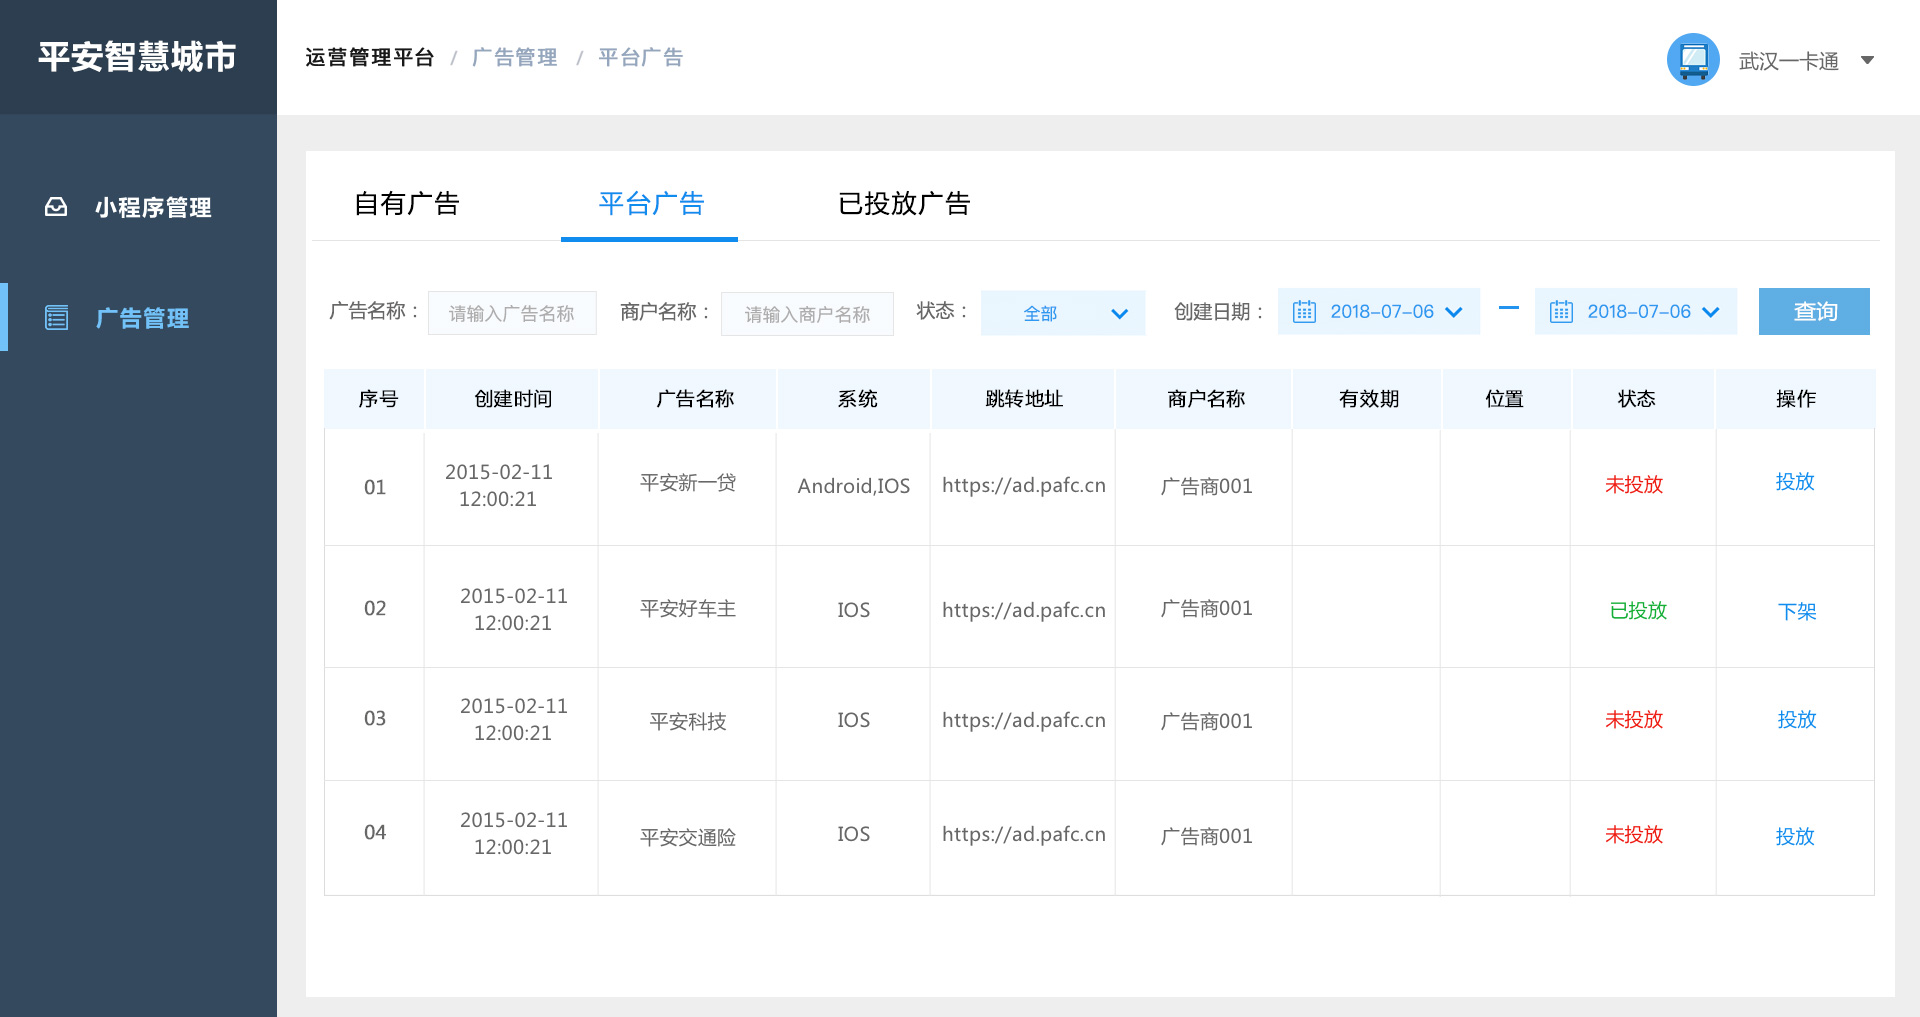 平安智慧城市
运营管理平台 / 广告管理 / 平台广告
武汉一卡通
小程序管理
广告管理
自有广告 平台广告 已投放广告
广告名称： 请输入广告名称 商户名称： 请输入商户名称 状态： 全部 创建日期： 2018-07-06 — 2018-07-06 查询
序号 创建时间 广告名称 系统 跳转地址 商户名称 有效期 位置 状态 操作
01 2015-02-11 12:00:21 平安新一贷 Android,IOS https://ad.pafc.cn 广告商001 未投放 投放
02 2015-02-11 12:00:21 平安好车主 IOS https://ad.pafc.cn 广告商001 已投放 下架
03 2015-02-11 12:00:21 平安科技 IOS https://ad.pafc.cn 广告商001 未投放 投放
04 2015-02-11 12:00:21 平安交通险 IOS https://ad.pafc.cn 广告商001 未投放 投放